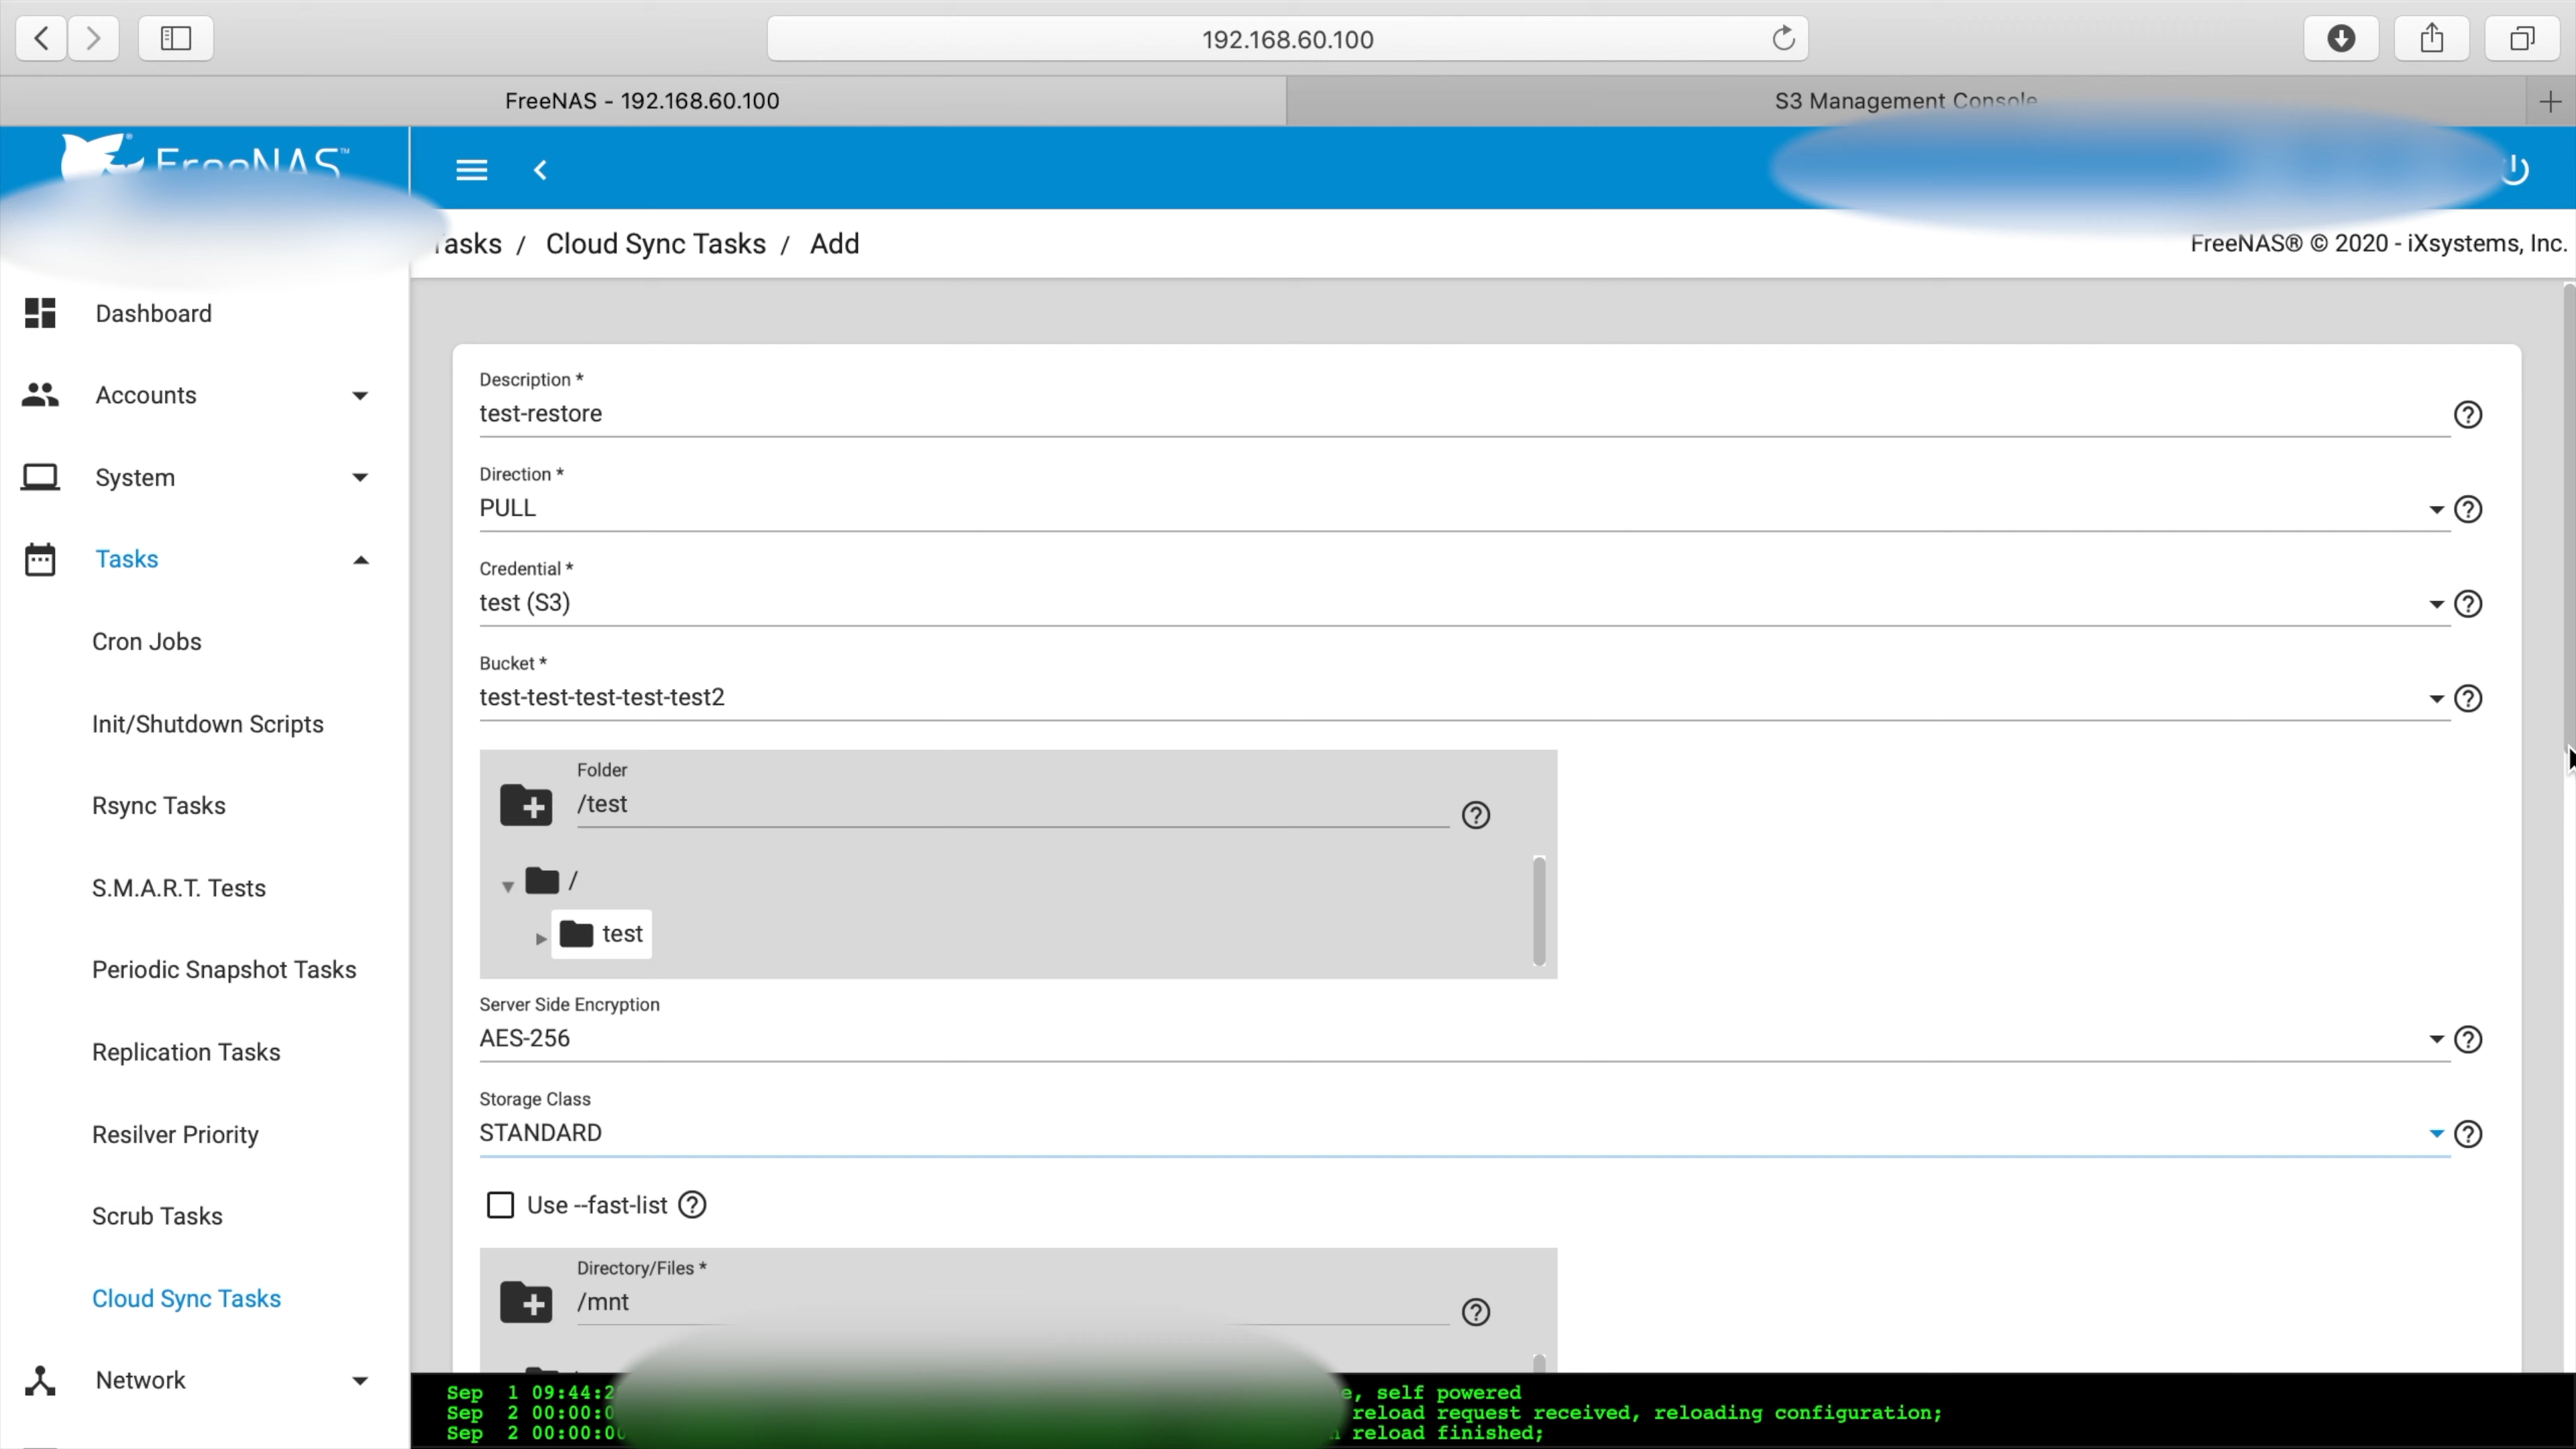 192.168.60.100
FreeNAS - 192.168.60.100
S3 Management Console
FreeNAS™
Tasks / Cloud Sync Tasks / Add
FreeNAS® © 2020 - iXsystems, Inc.
Dashboard
Accounts
System
Tasks
Cron Jobs
Init/Shutdown Scripts
Rsync Tasks
S.M.A.R.T. Tests
Periodic Snapshot Tasks
Replication Tasks
Resilver Priority
Scrub Tasks
Cloud Sync Tasks
Network
Description *
test-restore
Direction *
PULL
Credential *
test (S3)
Bucket *
test-test-test-test-test2
Folder
/test
/
test
Server Side Encryption
AES-256
Storage Class
STANDARD
Use --fast-list
Directory/Files *
/mnt
Sep 1 09:44:2 e, self powered
Sep 2 00:00:0 reload request received, reloading configuration;
Sep 2 00:00:00 reload finished;